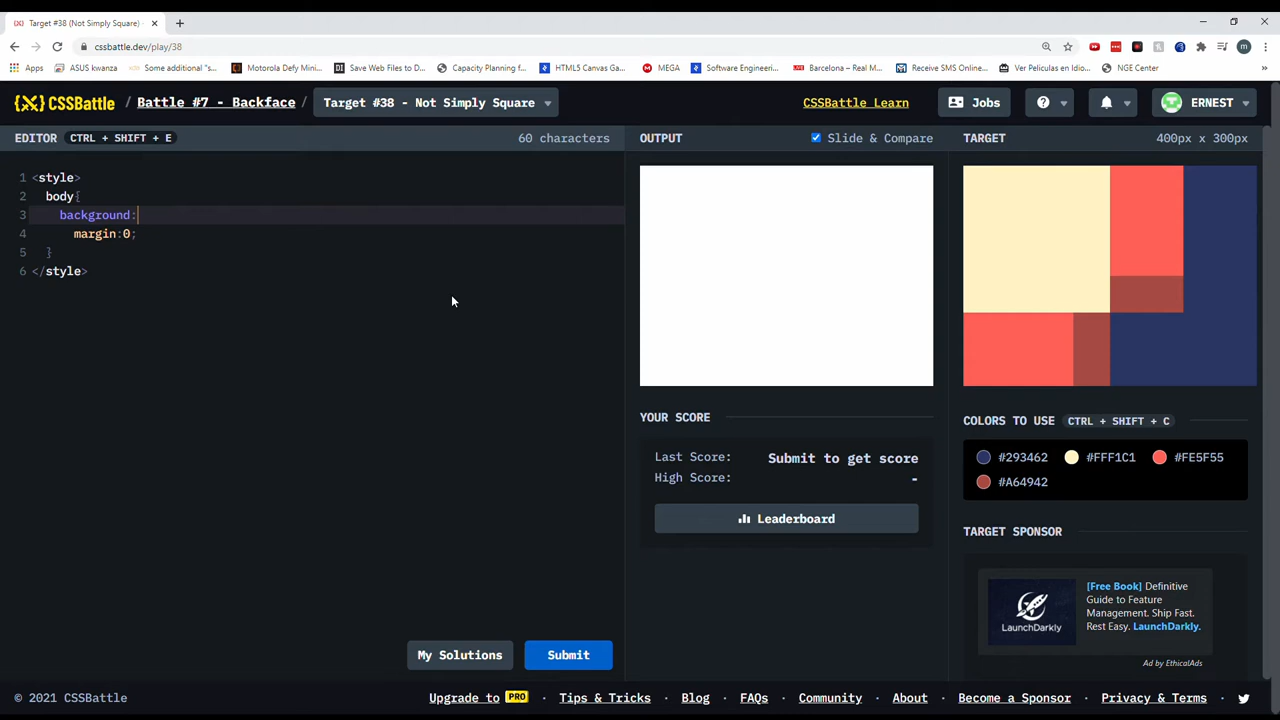 Target #38 (Not Simply Square) ·
cssbattle.dev/play/38
Apps
ASUS kwanza
Some additional "s...
Motorola Defy Mini...
Save Web Files to D...
Capacity Planning f...
HTML5 Canvas Ga...
MEGA
Software Engineeri...
Barcelona – Real M...
Receive SMS Online...
Ver Peliculas en Idio...
NGE Center
»
CSSBattle / Battle #7 - Backface / Target #38 - Not Simply Square
CSSBattle Learn
Jobs
ERNEST
EDITOR CTRL + SHIFT + E
60 characters
OUTPUT
Slide & Compare
TARGET
400px x 300px
1 <style>
2 body{
3 background:
4 margin:0;
5 }
6 </style>
YOUR SCORE
Last Score: Submit to get score
High Score: -
Leaderboard
COLORS TO USE CTRL + SHIFT + C
#293462 #FFF1C1 #FE5F55
#A64942
TARGET SPONSOR
LaunchDarkly
[Free Book] Definitive
Guide to Feature
Management. Ship Fast.
Rest Easy. LaunchDarkly.
Ad by EthicalAds
My Solutions
Submit
© 2021 CSSBattle
Upgrade to PRO · Tips & Tricks · Blog · FAQs · Community · About · Become a Sponsor · Privacy & Terms ·